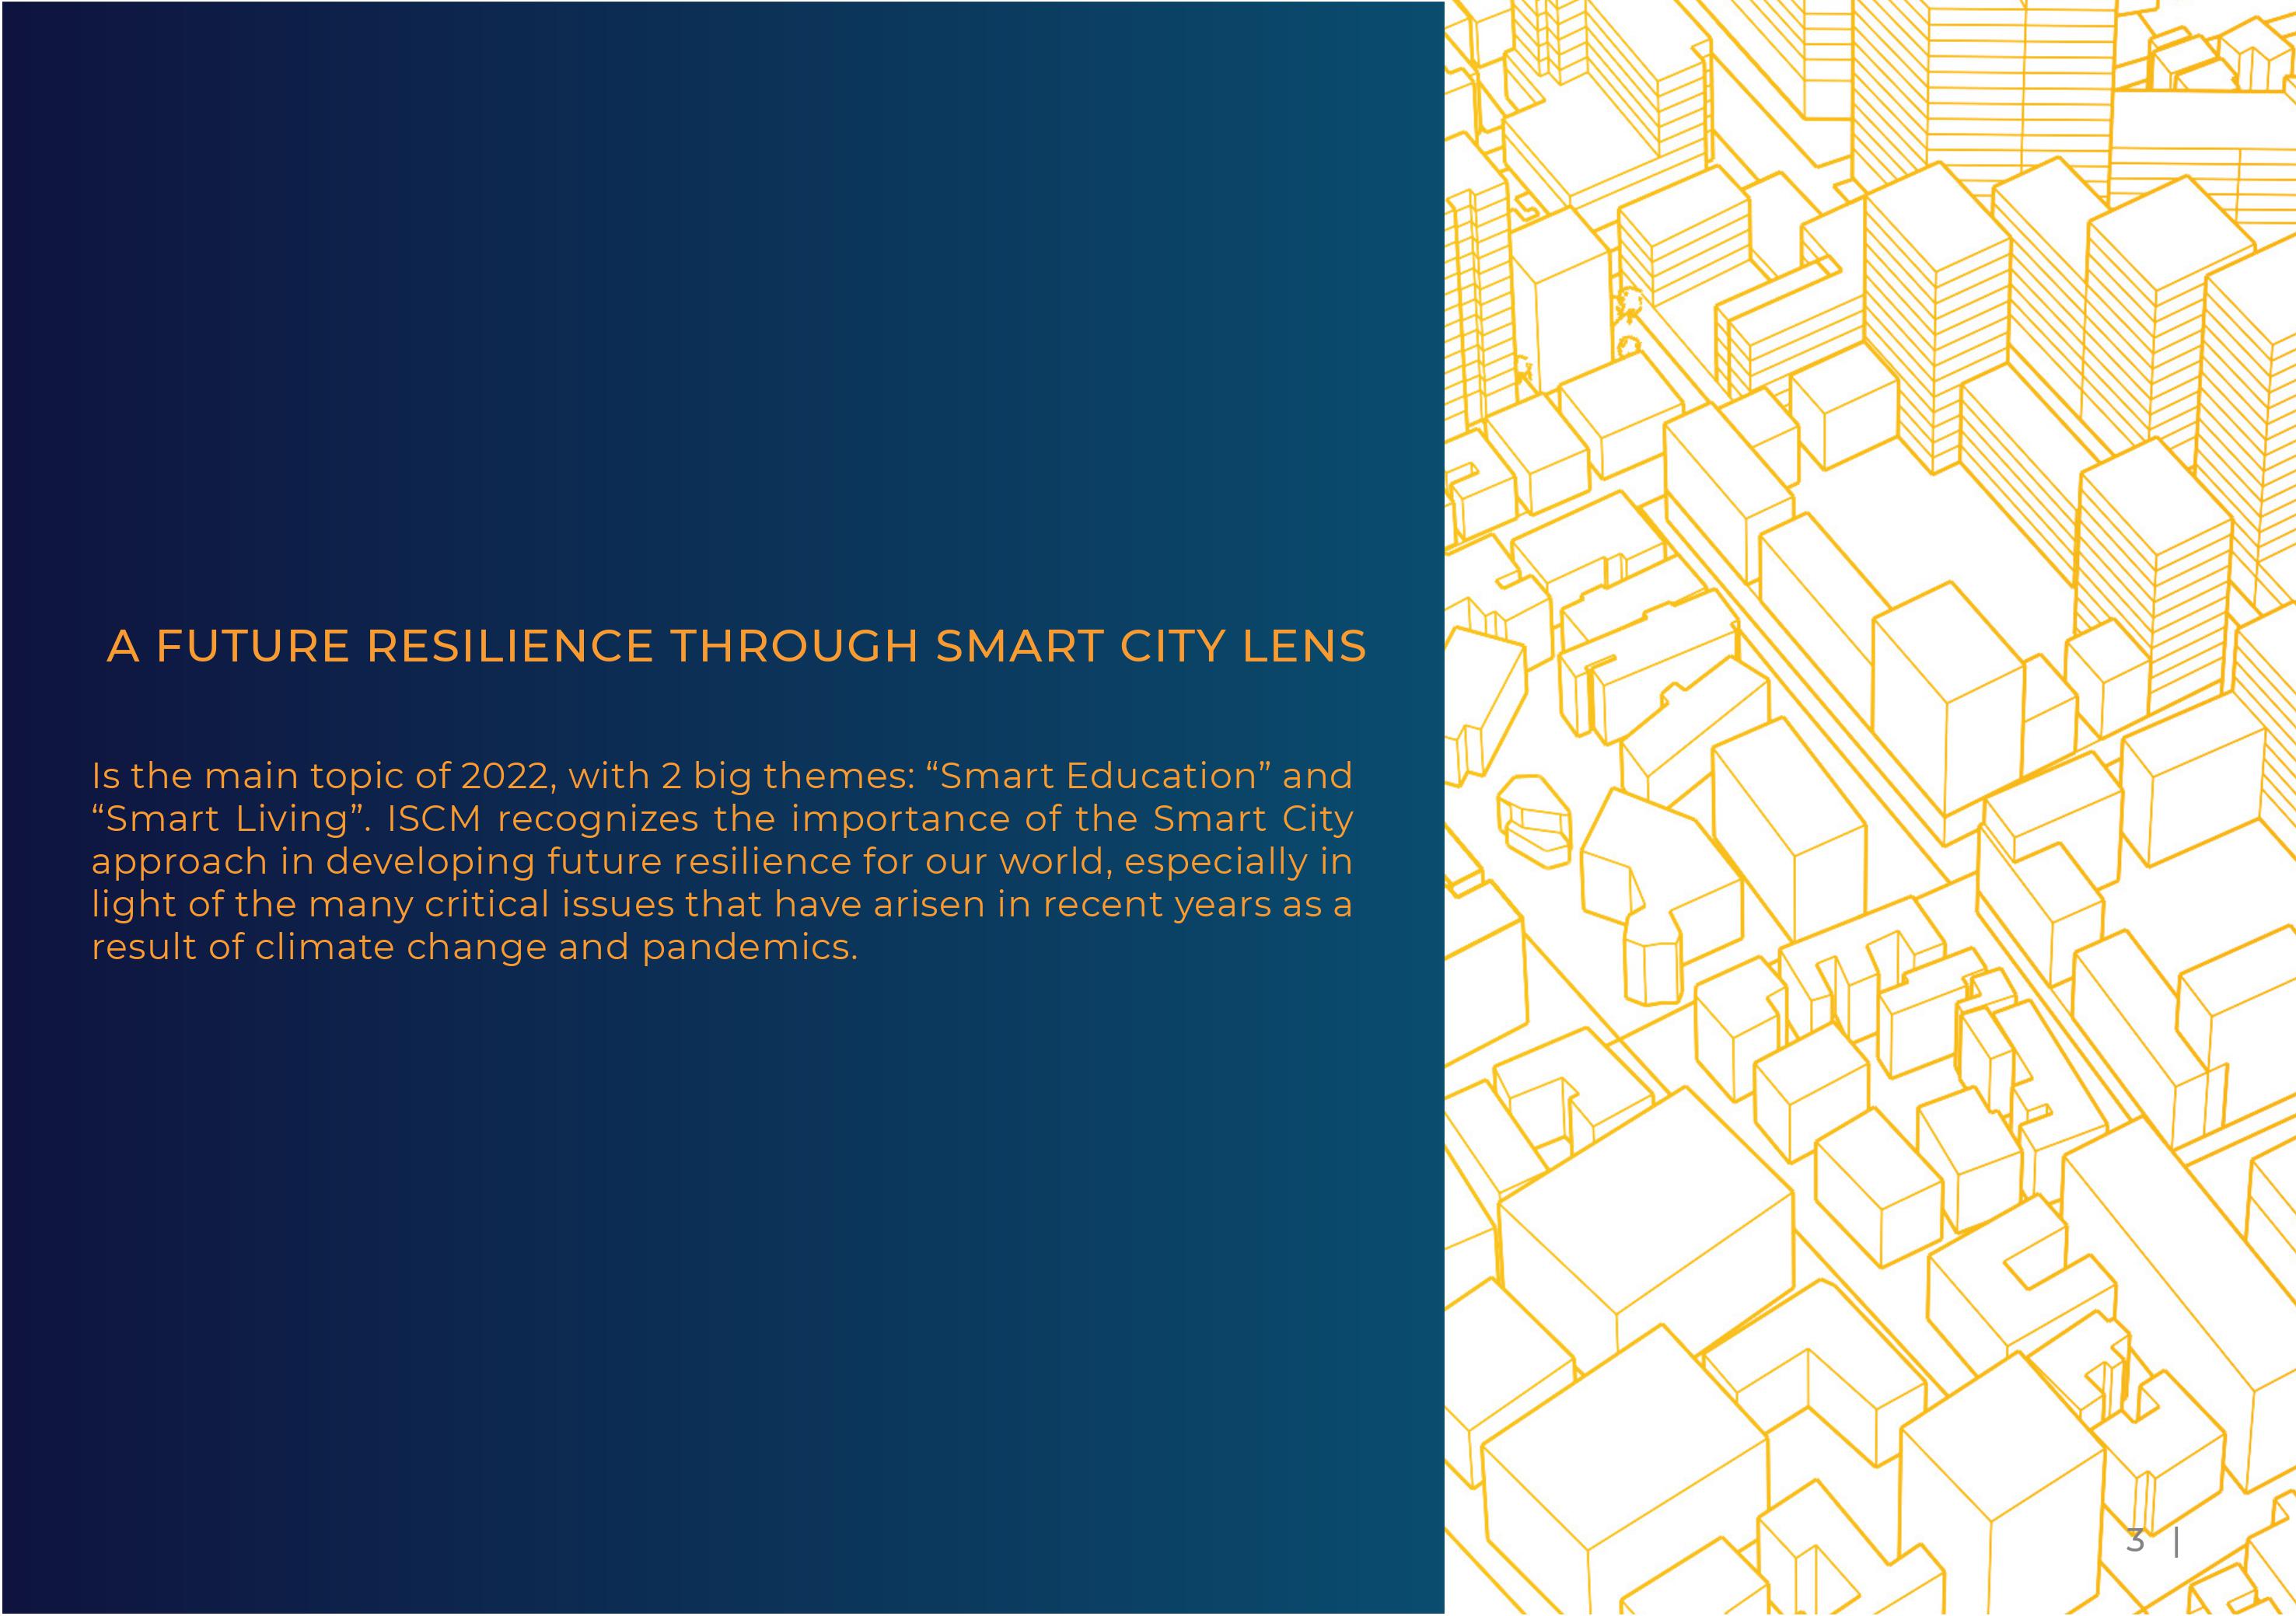 A FUTURE RESILIENCE THROUGH SMART CITY LENS
Is the main topic of 2022, with 2 big themes: “Smart Education” and
“Smart Living”. ISCM recognizes the importance of the Smart City
approach in developing future resilience for our world, especially in
light of the many critical issues that have arisen in recent years as a
result of climate change and pandemics.
3 |